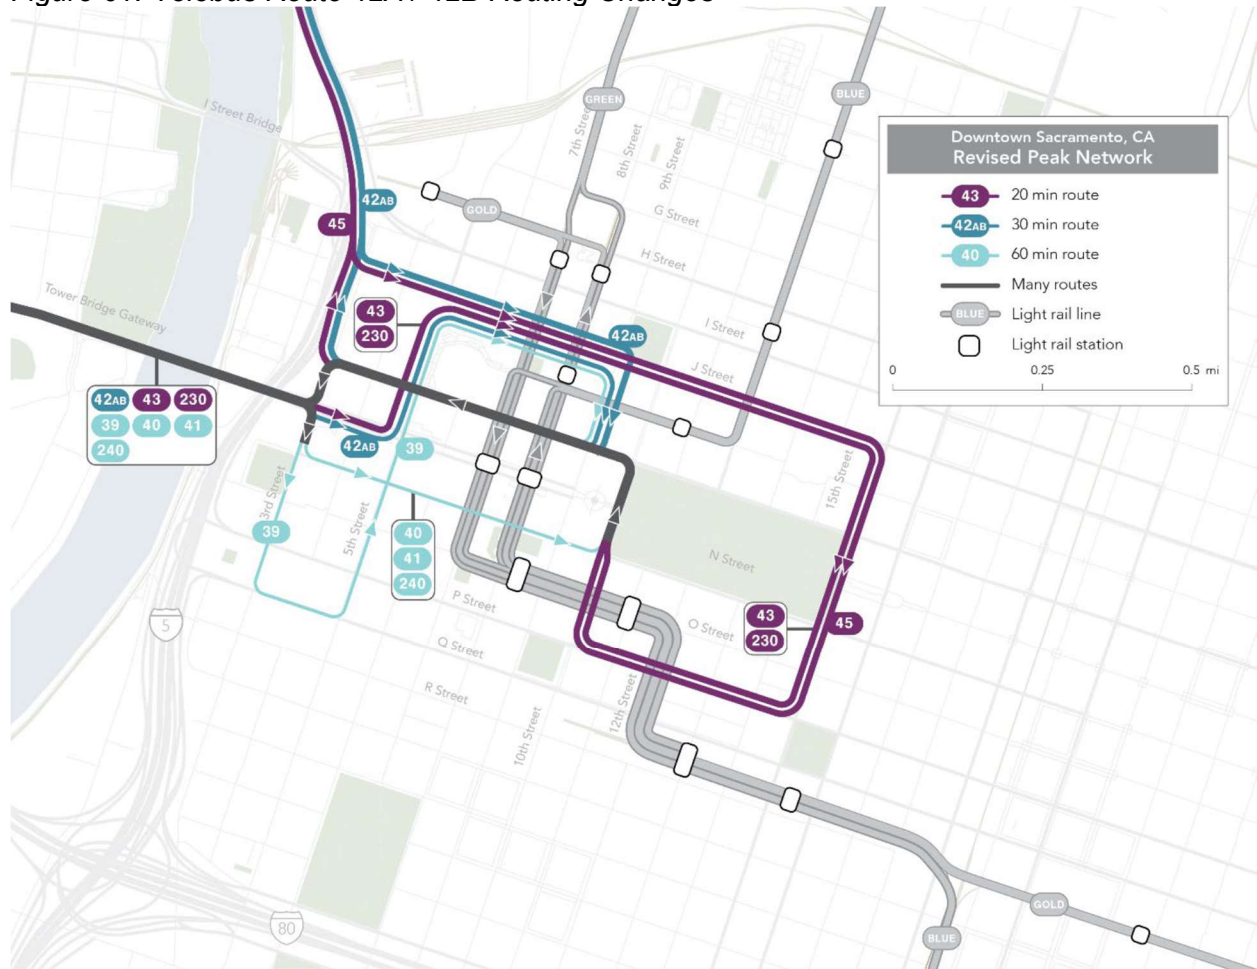 Figure 01: Yolobus Route 42A / 42B Routing Changes
I Street Bridge
GREEN
BLUE
7th Street
8th Street
9th Street
Downtown Sacramento, CA
Revised Peak Network
43 20 min route
42AB 30 min route
40 60 min route
Many routes
BLUE Light rail line
Light rail station
0 0.25 0.5 mi
42AB
45
GOLD
G Street
H Street
Tower Bridge Gateway
43
230
42AB
I Street
J Street
42AB 43 230
39 40 41
240
42AB
39
3rd Street
5th Street
15th Street
39
40
41
240
N Street
P Street
O Street
43
230
45
5
Q Street
R Street
10th Street
12th Street
80
GOLD
BLUE